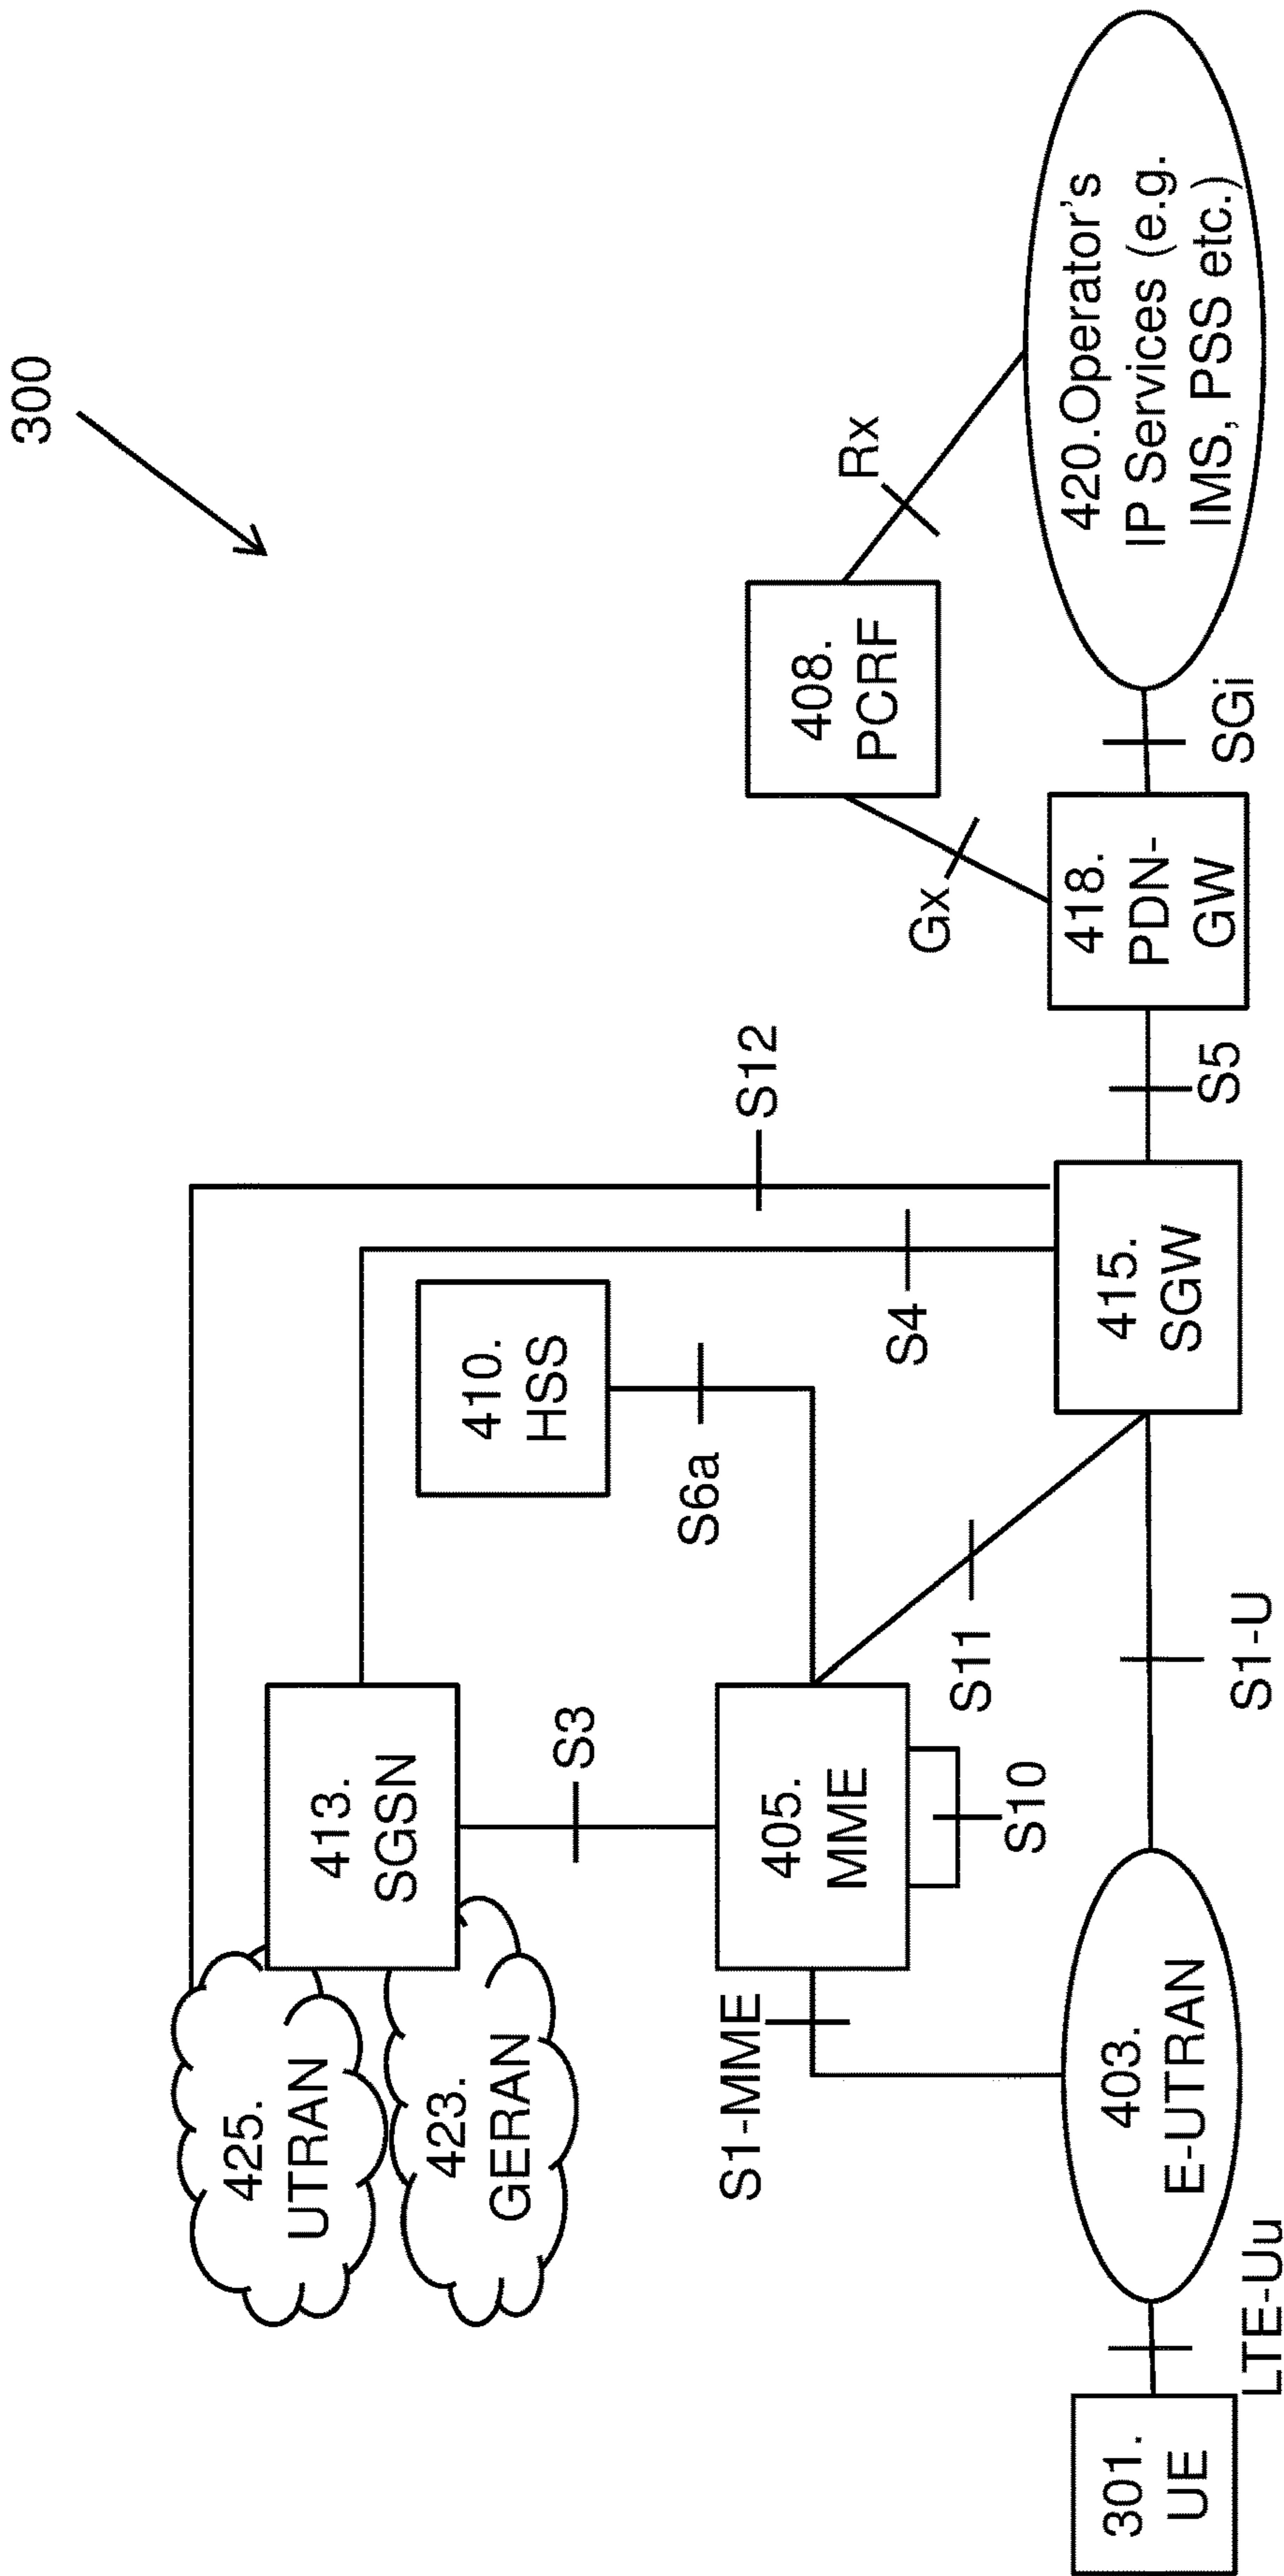 300
425.
UTRAN
423.
GERAN
413.
SGSN
S3
410.
HSS
S6a
S12
S4
S1-MME
405.
MME
S10
S11
408.
PCRF
Gx
Rx
301.
UE
LTE-Uu
403.
E-UTRAN
S1-U
415.
SGW
S5
418.
PDN-
GW
SGi
420.Operator's
IP Services (e.g.
IMS, PSS etc.)